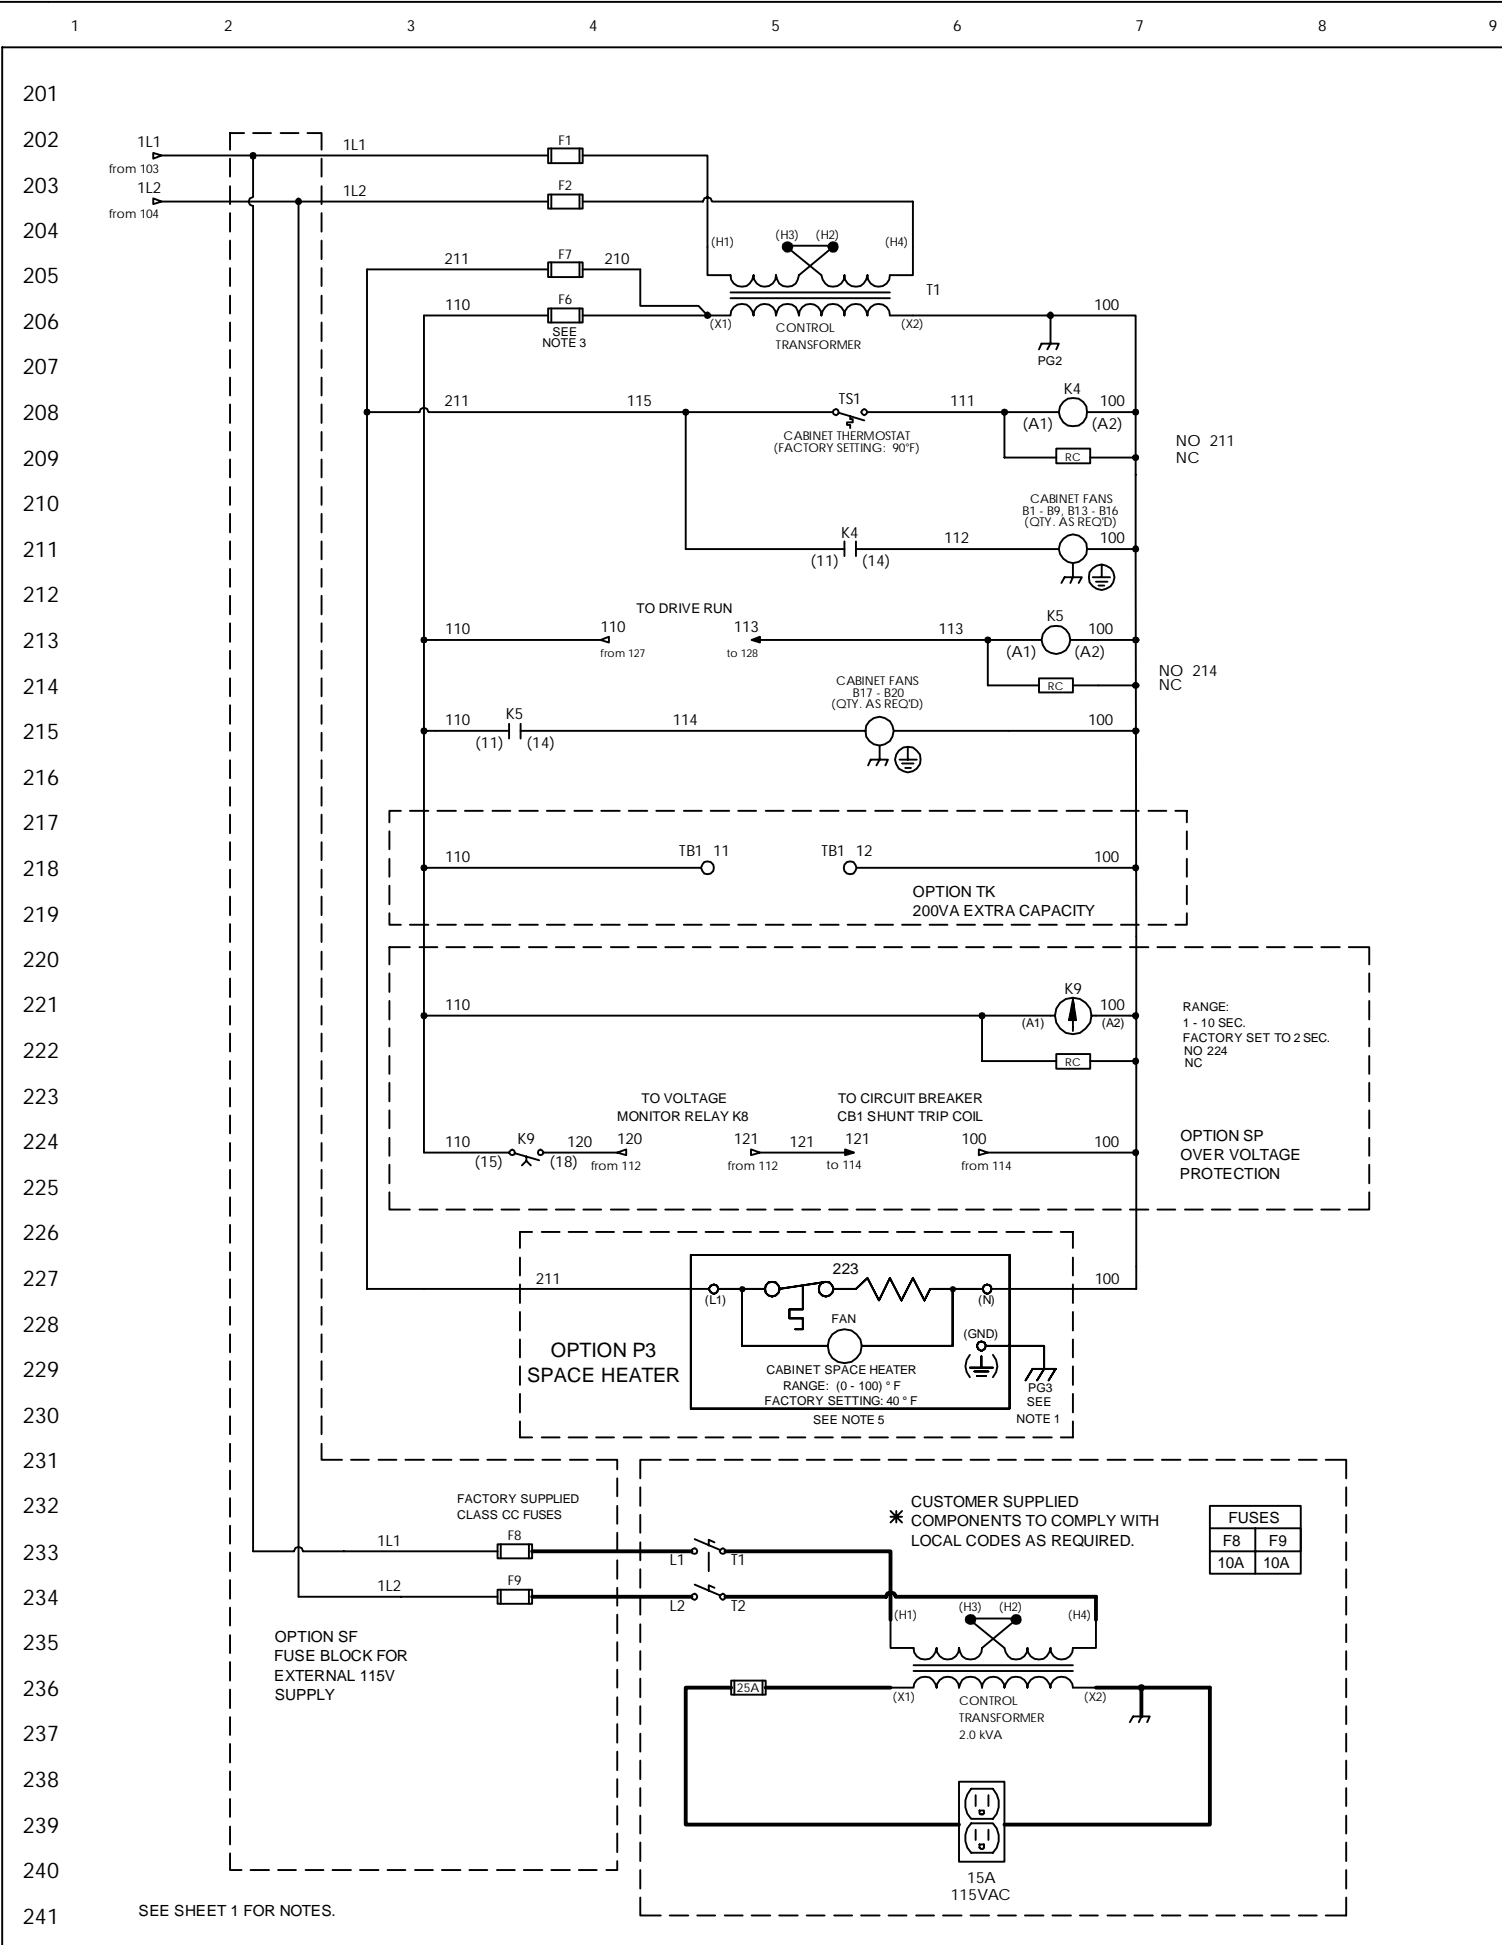 1 2 3 4 5 6 7 8 9
201
202 1L1 1L1 F1
from 103
203 1L2 1L2 F2
from 104
204 (H1) (H3) (H2) (H4)
205 211 F7 210 T1
206 110 F6 (X1) (X2) 100
SEE
NOTE 3
CONTROL
TRANSFORMER
PG2
207
208 211 115 TS1 111 K4 100
(A1) (A2)
CABINET THERMOSTAT
(FACTORY SETTING: 90°F)
NO 211
NC
209 RC
210 CABINET FANS
B1 - B9, B13 - B16
(QTY. AS REQ'D)
211 K4 112 100
(11) (14)
212
TO DRIVE RUN
213 110 110 113 113 K5 100
from 127 to 128 (A1) (A2)
NO 214
NC
214 RC
CABINET FANS
B17 - B20
(QTY. AS REQ'D)
215 110 K5 114 100
(11) (14)
216
217
218 110 TB1 11 TB1 12 100
219
OPTION TK
200VA EXTRA CAPACITY
220
221 110 K9 100
(A1) (A2)
RANGE:
1 - 10 SEC.
FACTORY SET TO 2 SEC.
NO 224
NC
222 RC
223
TO VOLTAGE
MONITOR RELAY K8
TO CIRCUIT BREAKER
CB1 SHUNT TRIP COIL
224 110 K9 120 120 121 121 121 100 100
(15) (18) from 112 from 112 to 114 from 114
OPTION SP
OVER VOLTAGE
PROTECTION
225
226
227 211 223 100
(L1) (N)
228 FAN (GND)
OPTION P3
SPACE HEATER
229
CABINET SPACE HEATER
RANGE: (0 - 100) ° F
FACTORY SETTING: 40 ° F
PG3
SEE
NOTE 1
230 SEE NOTE 5
231
232
FACTORY SUPPLIED
CLASS CC FUSES
CUSTOMER SUPPLIED
COMPONENTS TO COMPLY WITH
LOCAL CODES AS REQUIRED.
FUSES
F8 F9
10A 10A
233 1L1 F8 L1 T1
234 1L2 F9 L2 T2
(H1) (H3) (H2) (H4)
235
OPTION SF
FUSE BLOCK FOR
EXTERNAL 115V
SUPPLY
236 25A (X1) (X2)
CONTROL
TRANSFORMER
2.0 kVA
237
238
239
240
15A
115VAC
241 SEE SHEET 1 FOR NOTES.